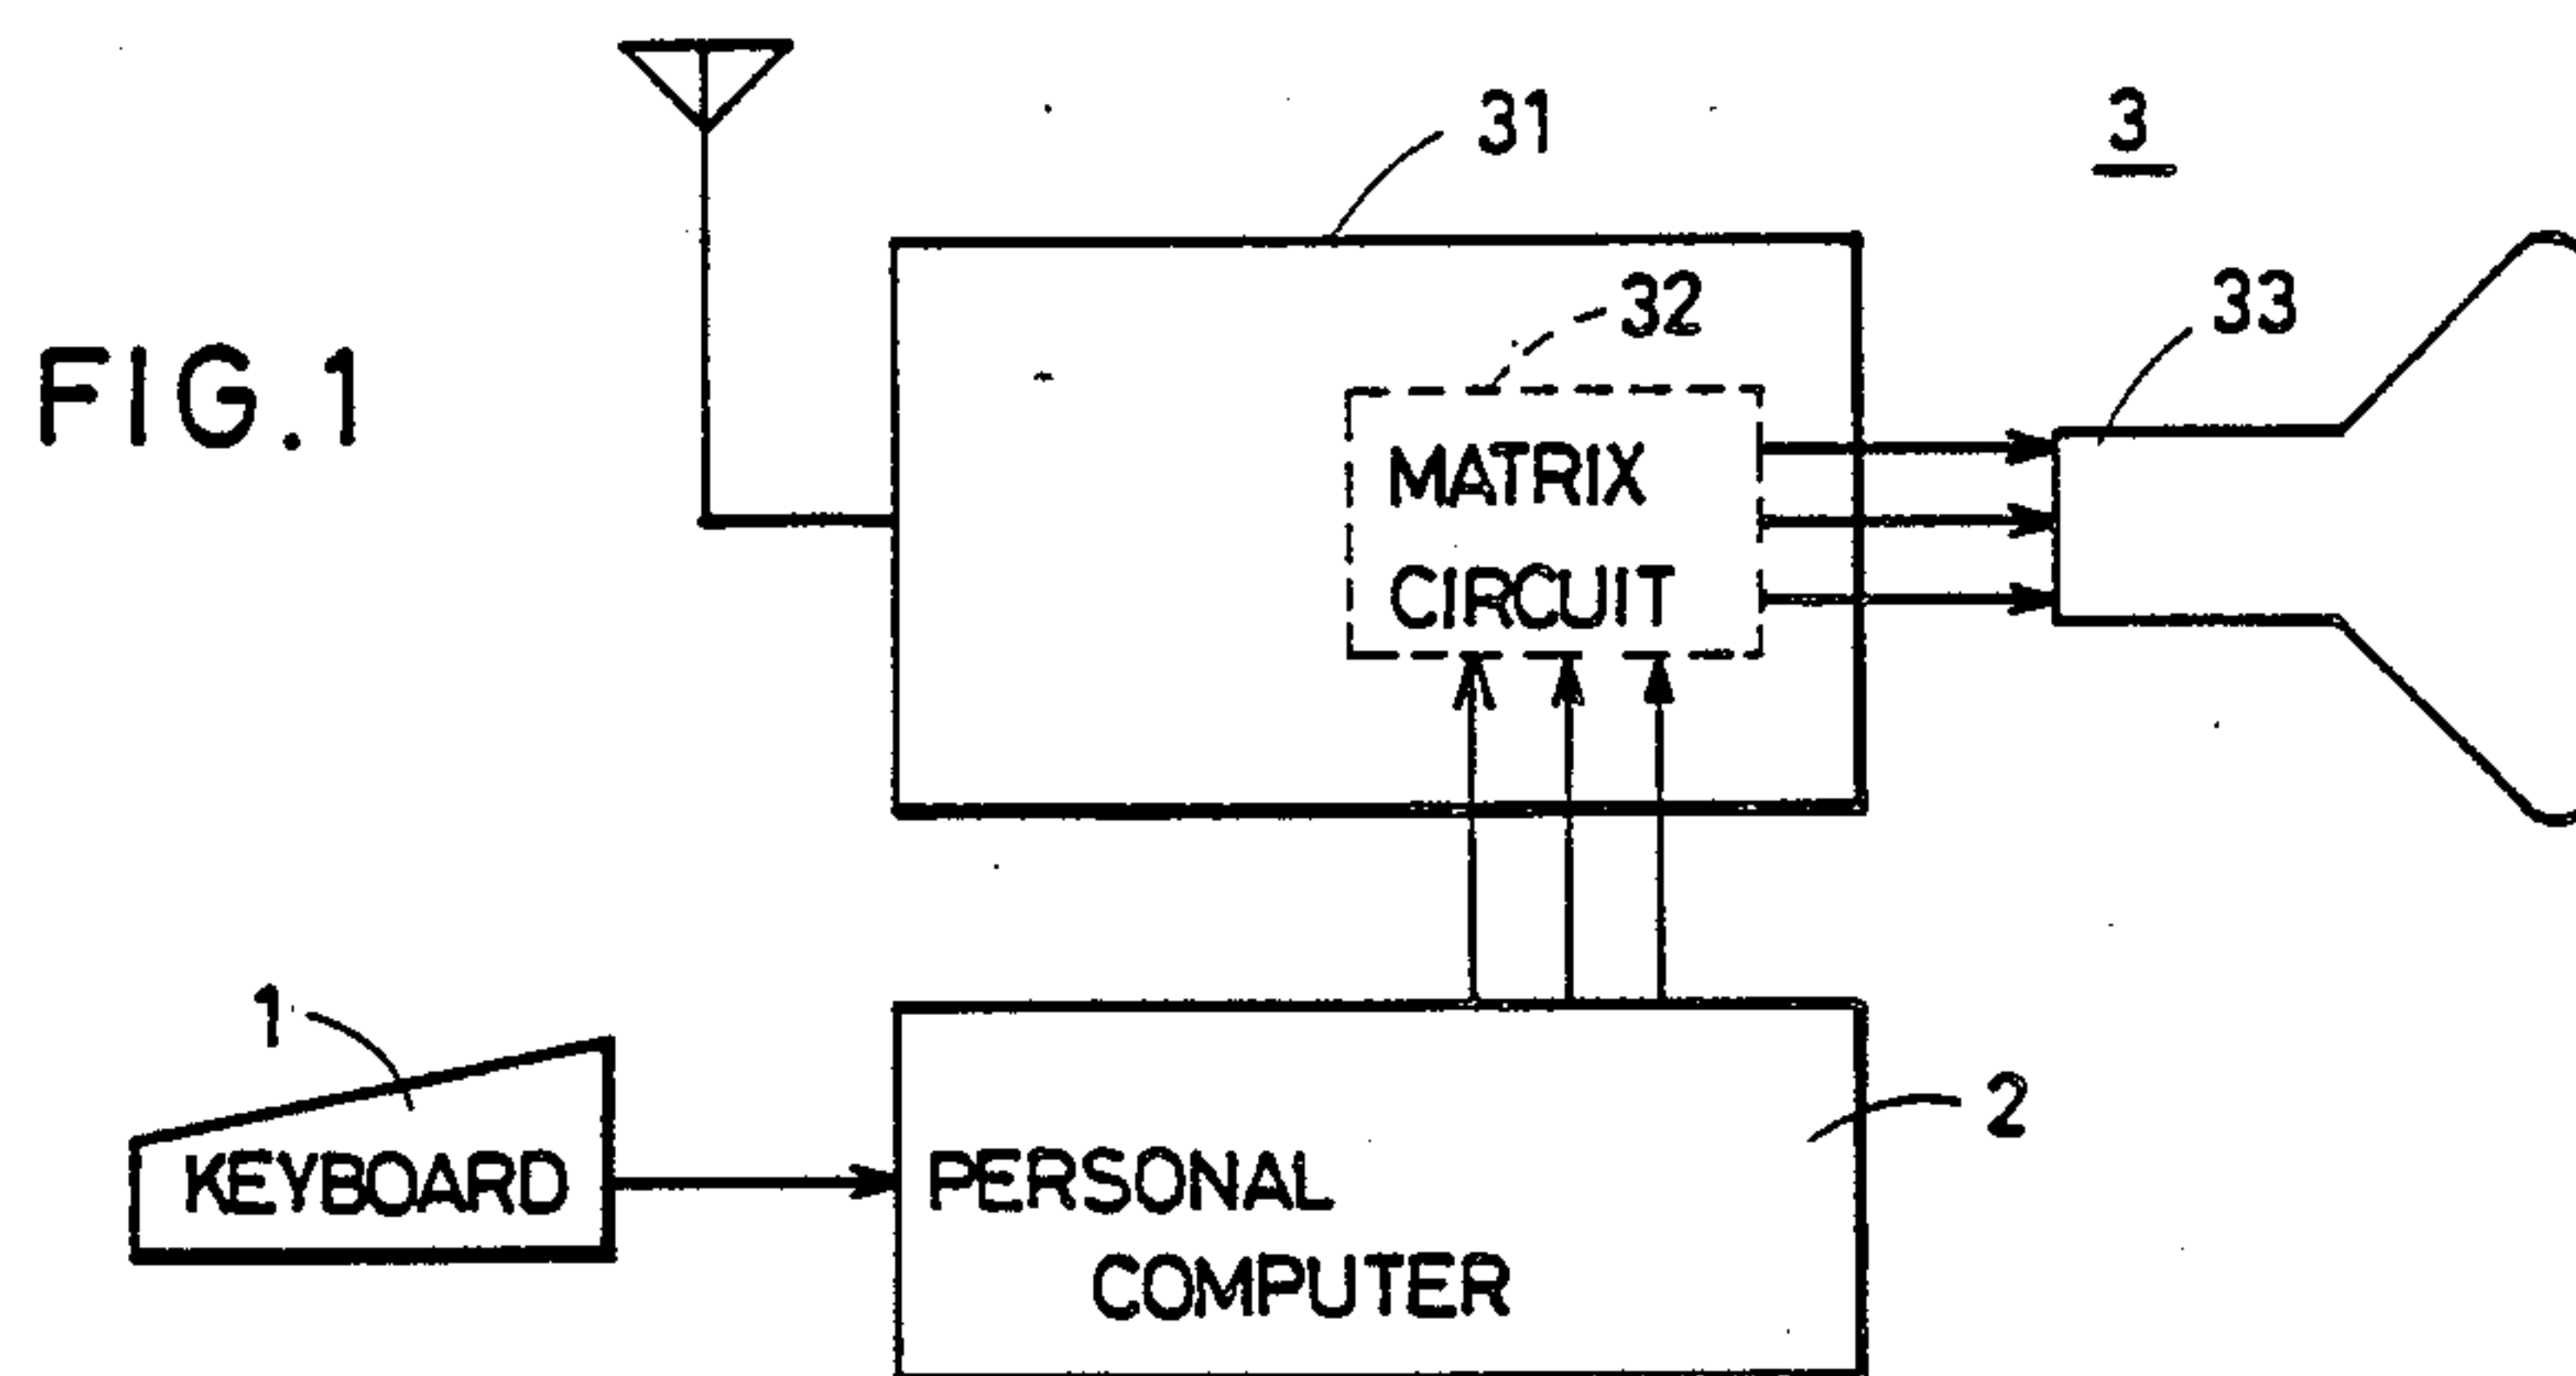 31
3
32
33
FIG.1
MATRIX
CIRCUIT
1
2
KEYBOARD
PERSONAL
COMPUTER